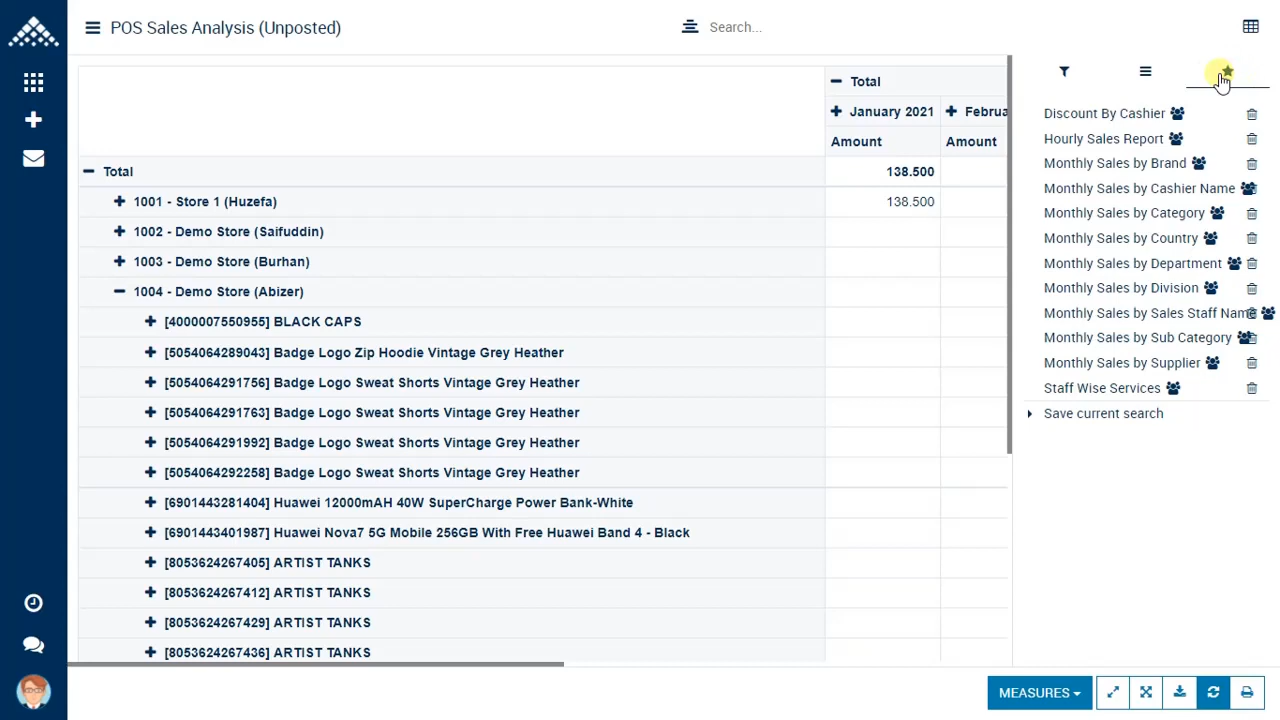 POS Sales Analysis (Unposted)
Search...
Total
January 2021
Februa
Amount
Amount
Total
138.500
1001 - Store 1 (Huzefa)
138.500
1002 - Demo Store (Saifuddin)
1003 - Demo Store (Burhan)
1004 - Demo Store (Abizer)
[4000007550955] BLACK CAPS
[5054064289043] Badge Logo Zip Hoodie Vintage Grey Heather
[5054064291756] Badge Logo Sweat Shorts Vintage Grey Heather
[5054064291763] Badge Logo Sweat Shorts Vintage Grey Heather
[5054064291992] Badge Logo Sweat Shorts Vintage Grey Heather
[5054064292258] Badge Logo Sweat Shorts Vintage Grey Heather
[6901443281404] Huawei 12000mAH 40W SuperCharge Power Bank-White
[6901443401987] Huawei Nova7 5G Mobile 256GB With Free Huawei Band 4 - Black
[8053624267405] ARTIST TANKS
[8053624267412] ARTIST TANKS
[8053624267429] ARTIST TANKS
[8053624267436] ARTIST TANKS
Discount By Cashier
Hourly Sales Report
Monthly Sales by Brand
Monthly Sales by Cashier Name
Monthly Sales by Category
Monthly Sales by Country
Monthly Sales by Department
Monthly Sales by Division
Monthly Sales by Sales Staff Name
Monthly Sales by Sub Category
Monthly Sales by Supplier
Staff Wise Services
Save current search
MEASURES